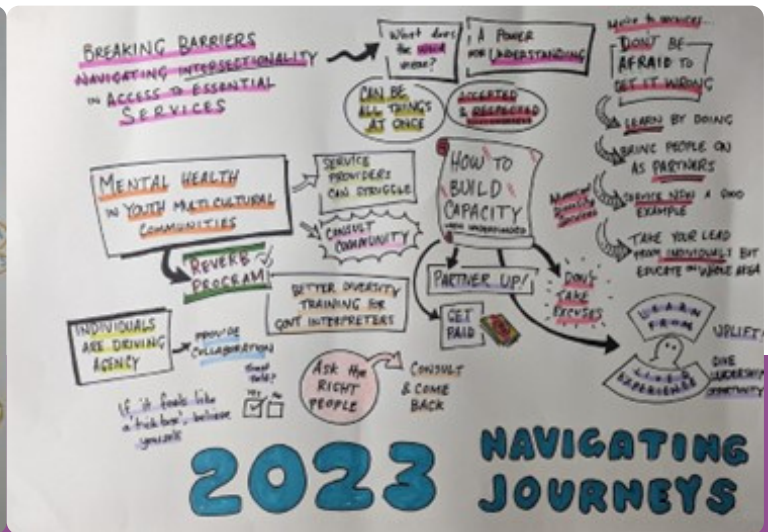 BREAKING BARRIERS
NAVIGATING INTERSECTIONALITY
IN ACCESS TO ESSENTIAL
SERVICES
What does
the word
mean?
A POWER
FOR UNDERSTANDING
CAN BE
ALL THINGS
AT ONCE
ACCEPTED
& RESPECTED
DON'T BE
AFRAID TO
GET IT WRONG
LEARN BY DOING
BRING PEOPLE ON
AS PARTNERS
SERVICE NSW A GOOD
EXAMPLE
TAKE YOUR LEAD
FROM INDIVIDUALS BUT
EDUCATE WHOLE AREA
MENTAL HEALTH
IN YOUTH MULTICULTURAL
COMMUNITIES
SERVICE
PROVIDERS
CAN STRUGGLE
CONSULT
COMMUNITY
REVERB
PROGRAM
BETTER DIVERSITY
TRAINING FOR
GOVT INTERPRETERS
HOW TO
BUILD
CAPACITY
PARTNER UP!
GET
PAID
DON'T
TAKE
EXCUSES
LEARN
FROM
LIVED
EXPERIENCE
UPLIFT!
GIVE
LEADERSHIP
OPPORTUNITY
INDIVIDUALS
ARE DRIVING
AGENCY
PROVIDE
COLLABORATION
If it feels like
a 'tick box', believe
yourself
ASK the
RIGHT
PEOPLE
CONSULT
& COME
BACK
2023 NAVIGATING
JOURNEYS